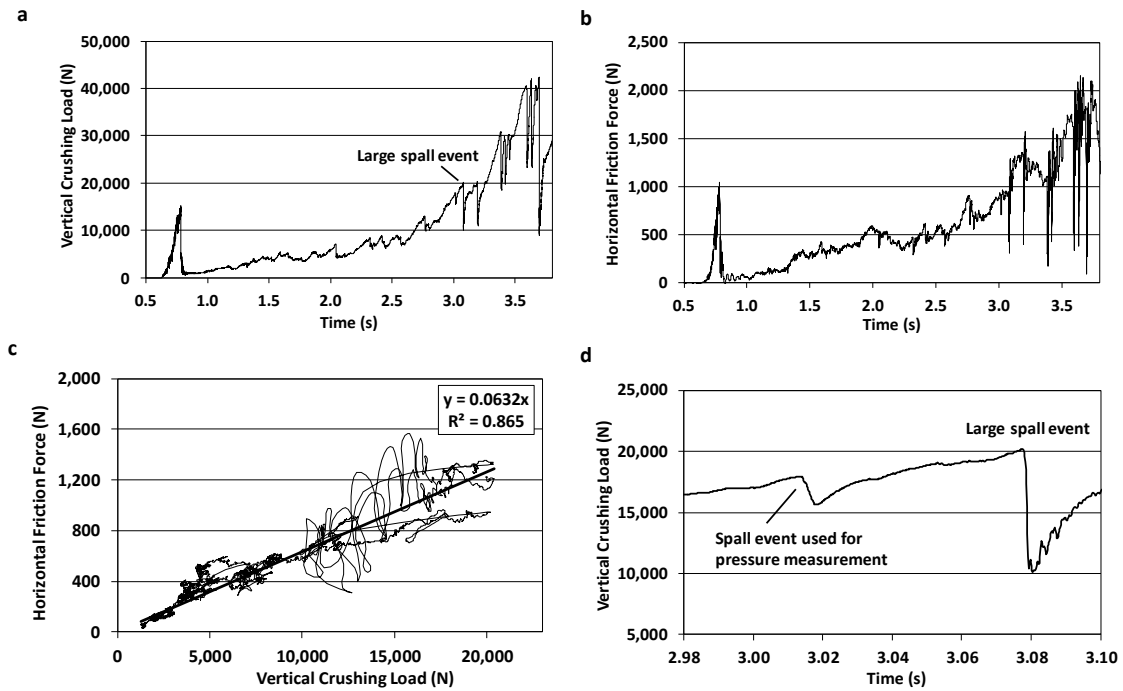 a
50,000
40,000
30,000
20,000
10,000
0
Vertical Crushing Load (N)
Large spall event
0.5 1.0 1.5 2.0 2.5 3.0 3.5
Time (s)
b
2,500
2,000
1,500
1,000
500
0
Horizontal Friction Force (N)
0.5 1.0 1.5 2.0 2.5 3.0 3.5
Time (s)
c
2,000
1,600
1,200
800
400
0
Horizontal Friction Force (N)
y = 0.0632x
R² = 0.865
0 5,000 10,000 15,000 20,000
Vertical Crushing Load (N)
d
25,000
20,000
15,000
10,000
5,000
Vertical Crushing Load (N)
Large spall event
Spall event used for
pressure measurement
2.98 3.00 3.02 3.04 3.06 3.08 3.10
Time (s)